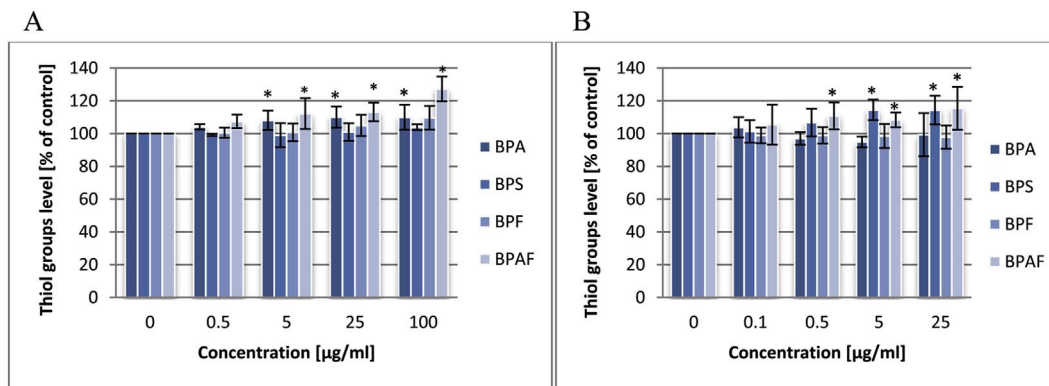 A
Thiol groups level [% of control]
140
120
100
80
60
40
20
0
* * * * * *
0 0.5 5 25 100
Concentration [µg/ml]
BPA
BPS
BPF
BPAF
B
Thiol groups level [% of control]
140
120
100
80
60
40
20
0
* * * * *
0 0.1 0.5 5 25
Concentration [µg/ml]
BPA
BPS
BPF
BPAF